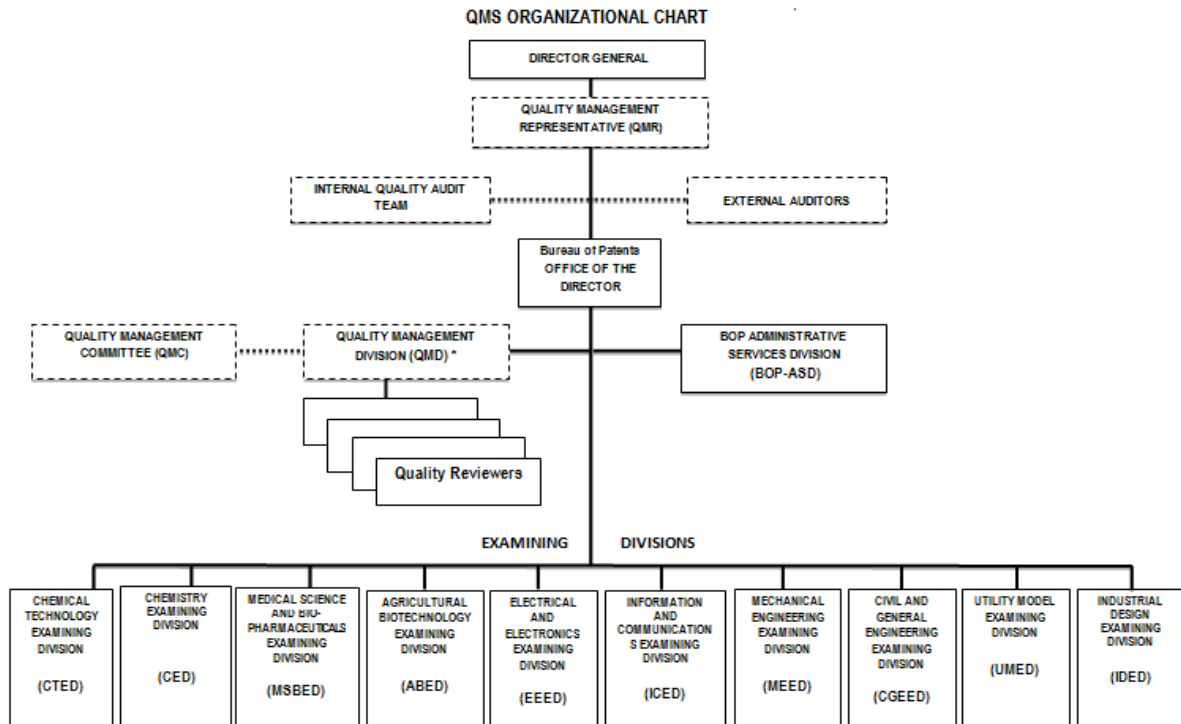 QMS ORGANIZATIONAL CHART
DIRECTOR GENERAL
QUALITY MANAGEMENT
REPRESENTATIVE (QMR)
INTERNAL QUALITY AUDIT
TEAM
EXTERNAL AUDITORS
Bureau of Patents
OFFICE OF THE
DIRECTOR
QUALITY MANAGEMENT
COMMITTEE (QMC)
QUALITY MANAGEMENT
DIVISION (QMD) *
BOP ADMINISTRATIVE
SERVICES DIVISION
(BOP-ASD)
Quality Reviewers
EXAMINING DIVISIONS
CHEMICAL
TECHNOLOGY
EXAMINING
DIVISION
(CTED)
CHEMISTRY
EXAMINING
DIVISION
(CED)
MEDICAL SCIENCE
AND BIO-
PHARMACEUTICALS
EXAMINING
DIVISION
(MSBED)
AGRICULTURAL
BIOTECHNOLOGY
EXAMINING
DIVISION
(ABED)
ELECTRICAL
AND
ELECTRONICS
EXAMINING
DIVISION
(EEED)
INFORMATION
AND
COMMUNICATION
S EXAMINING
DIVISION
(ICED)
MECHANICAL
ENGINEERING
EXAMINING
DIVISION
(MEED)
CIVIL AND
GENERAL
ENGINEERING
EXAMINING
DIVISION
(CGEED)
UTILITY MODEL
EXAMINING
DIVISION
(UMED)
INDUSTRIAL
DESIGN
EXAMINING
DIVISION
(IDED)